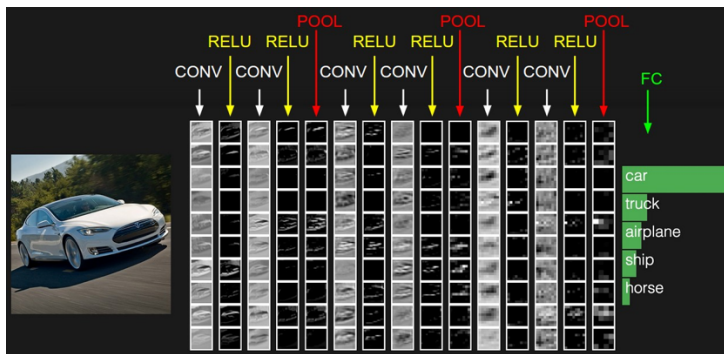 POOL POOL POOL
RELU RELU RELU RELU RELU RELU
CONV CONV CONV CONV CONV CONV
FC
car
truck
airplane
ship
horse